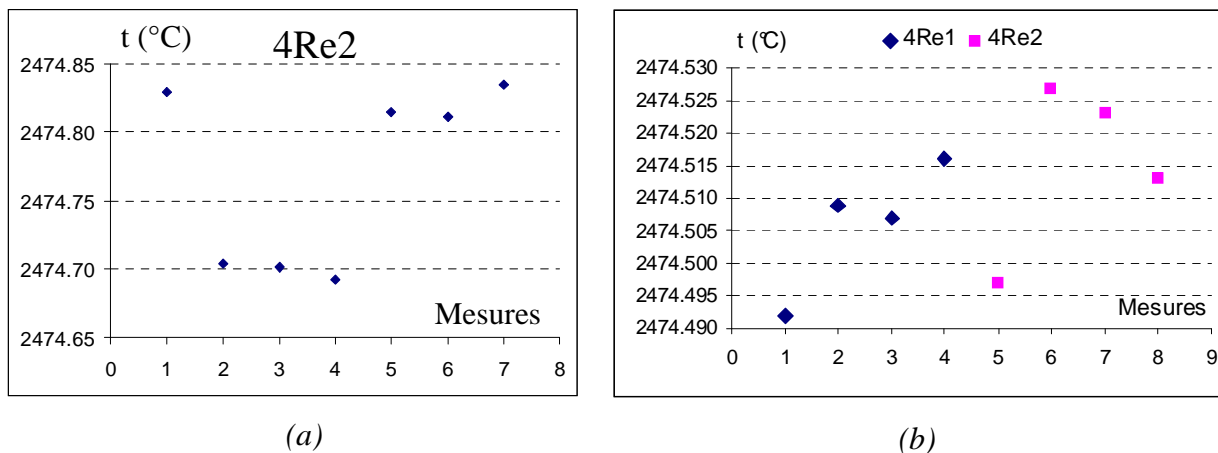 t (°C)
4Re2
2474.85
2474.80
2474.75
2474.70
2474.65
Mesures
0 1 2 3 4 5 6 7 8
(a)
t (°C)
4Re1 4Re2
2474.530
2474.525
2474.520
2474.515
2474.510
2474.505
2474.500
2474.495
2474.490
Mesures
0 1 2 3 4 5 6 7 8 9
(b)